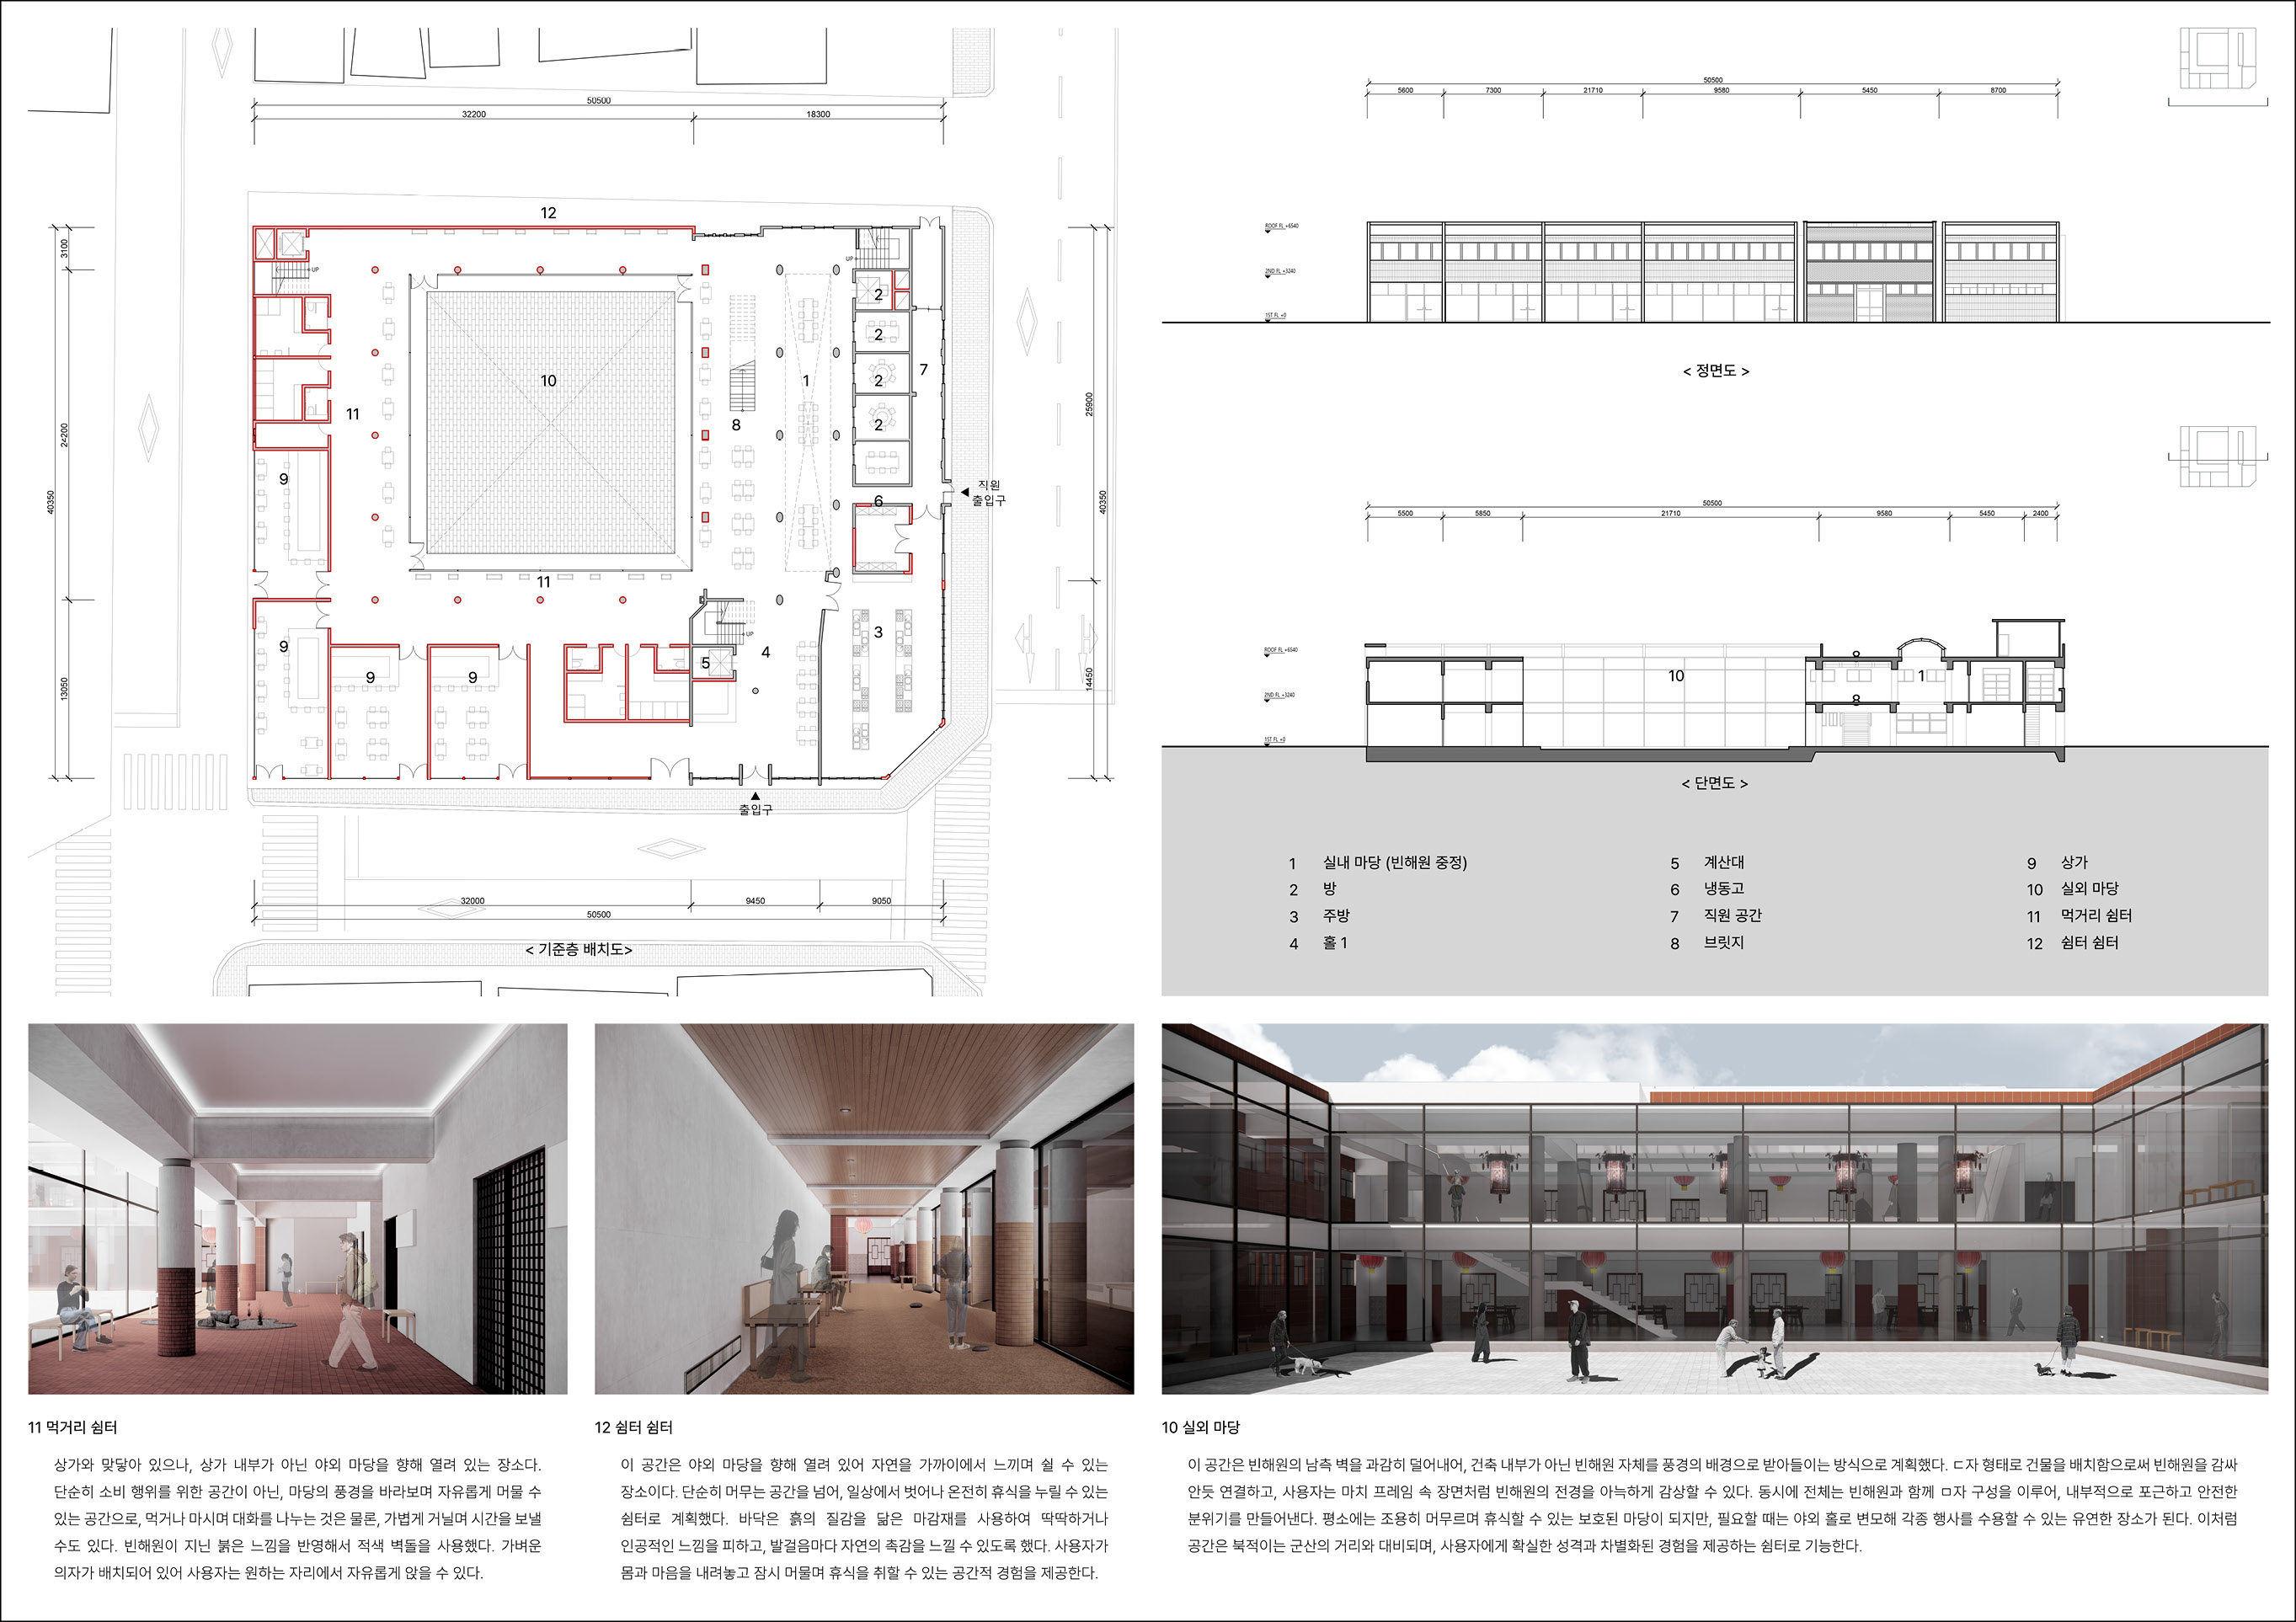 50500
32200
18300
12
3100
24200
40350
13050
UP
UP
2
2
2
2
10
1
7
11
8
9
6
직원
출입구
11
25900
40350
14450
3
9
4
UP
5
9
9
출입구
32000
9450
9050
50500
< 기준층 배치도>
50500
5600
7300
21710
9580
5450
8700
ROOF FL +6540
2ND FL +3240
1ST FL +0
< 정면도 >
50500
5500
5850
21710
9580
5450
2400
ROOF FL +6540
2ND FL +3240
1ST FL +0
10
8
1
8
< 단면도 >
1 실내 마당 (빈해원 중정)
2 방
3 주방
4 홀 1
5 계산대
6 냉동고
7 직원 공간
8 브릿지
9 상가
10 실외 마당
11 먹거리 쉼터
12 쉼터 쉼터
11 먹거리 쉼터
상가와 맞닿아 있으나, 상가 내부가 아닌 야외 마당을 향해 열려 있는 장소다.
단순히 소비 행위를 위한 공간이 아닌, 마당의 풍경을 바라보며 자유롭게 머물 수
있는 공간으로, 먹거나 마시며 대화를 나누는 것은 물론, 가볍게 거닐며 시간을 보낼
수도 있다. 빈해원이 지닌 붉은 느낌을 반영해서 적색 벽돌을 사용했다. 가벼운
의자가 배치되어 있어 사용자는 원하는 자리에서 자유롭게 앉을 수 있다.
12 쉼터 쉼터
이 공간은 야외 마당을 향해 열려 있어 자연을 가까이에서 느끼며 쉴 수 있는
장소이다. 단순히 머무는 공간을 넘어, 일상에서 벗어나 온전히 휴식을 누릴 수 있는
쉼터로 계획했다. 바닥은 흙의 질감을 닮은 마감재를 사용하여 딱딱하거나
인공적인 느낌을 피하고, 발걸음마다 자연의 촉감을 느낄 수 있도록 했다. 사용자가
몸과 마음을 내려놓고 잠시 머물며 휴식을 취할 수 있는 공간적 경험을 제공한다.
10 실외 마당
이 공간은 빈해원의 남측 벽을 과감히 덜어내어, 건축 내부가 아닌 빈해원 자체를 풍경의 배경으로 받아들이는 방식으로 계획했다. ㄷ자 형태로 건물을 배치함으로써 빈해원을 감싸
안듯 연결하고, 사용자는 마치 프레임 속 장면처럼 빈해원의 전경을 아늑하게 감상할 수 있다. 동시에 전체는 빈해원과 함께 ㅁ자 구성을 이루어, 내부적으로 포근하고 안전한
분위기를 만들어낸다. 평소에는 조용히 머무르며 휴식할 수 있는 보호된 마당이 되지만, 필요할 때는 야외 홀로 변모해 각종 행사를 수용할 수 있는 유연한 장소가 된다. 이처럼
공간은 북적이는 군산의 거리와 대비되며, 사용자에게 확실한 성격과 차별화된 경험을 제공하는 쉼터로 기능한다.